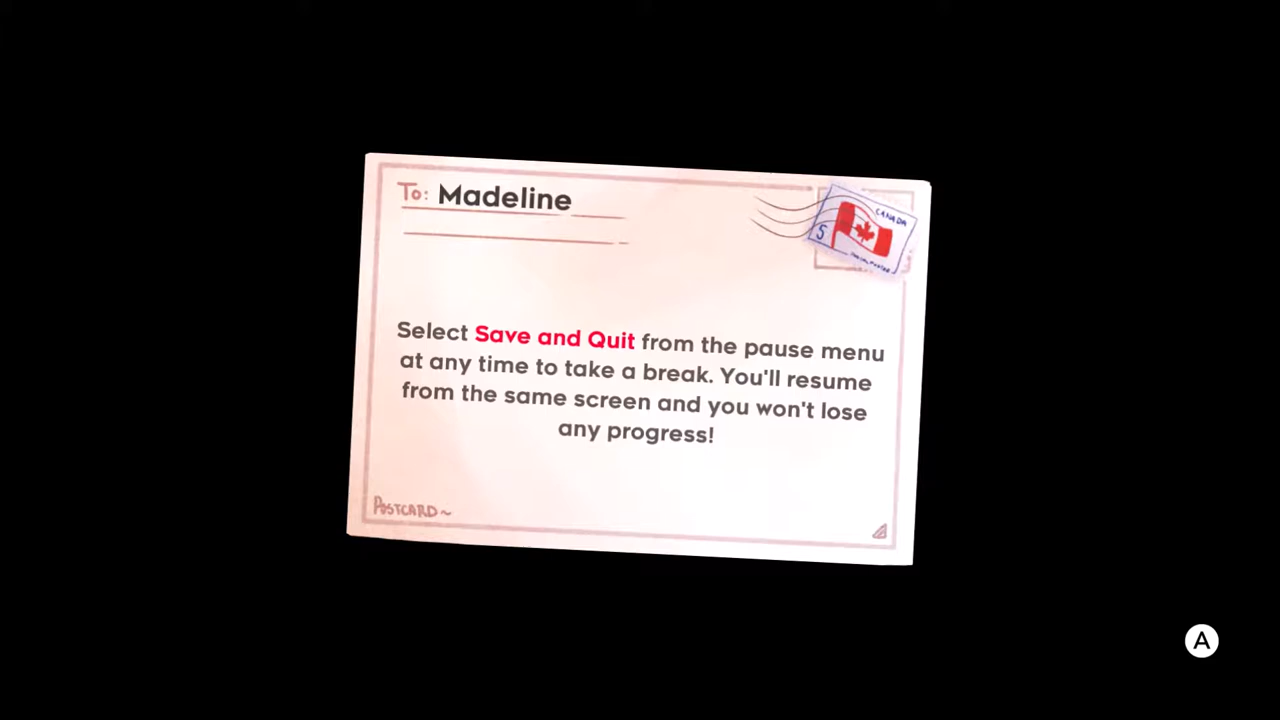 To: Madeline
CANADA
5
Select Save and Quit from the pause menu
at any time to take a break. You'll resume
from the same screen and you won't lose
any progress!
POSTCARD~
A